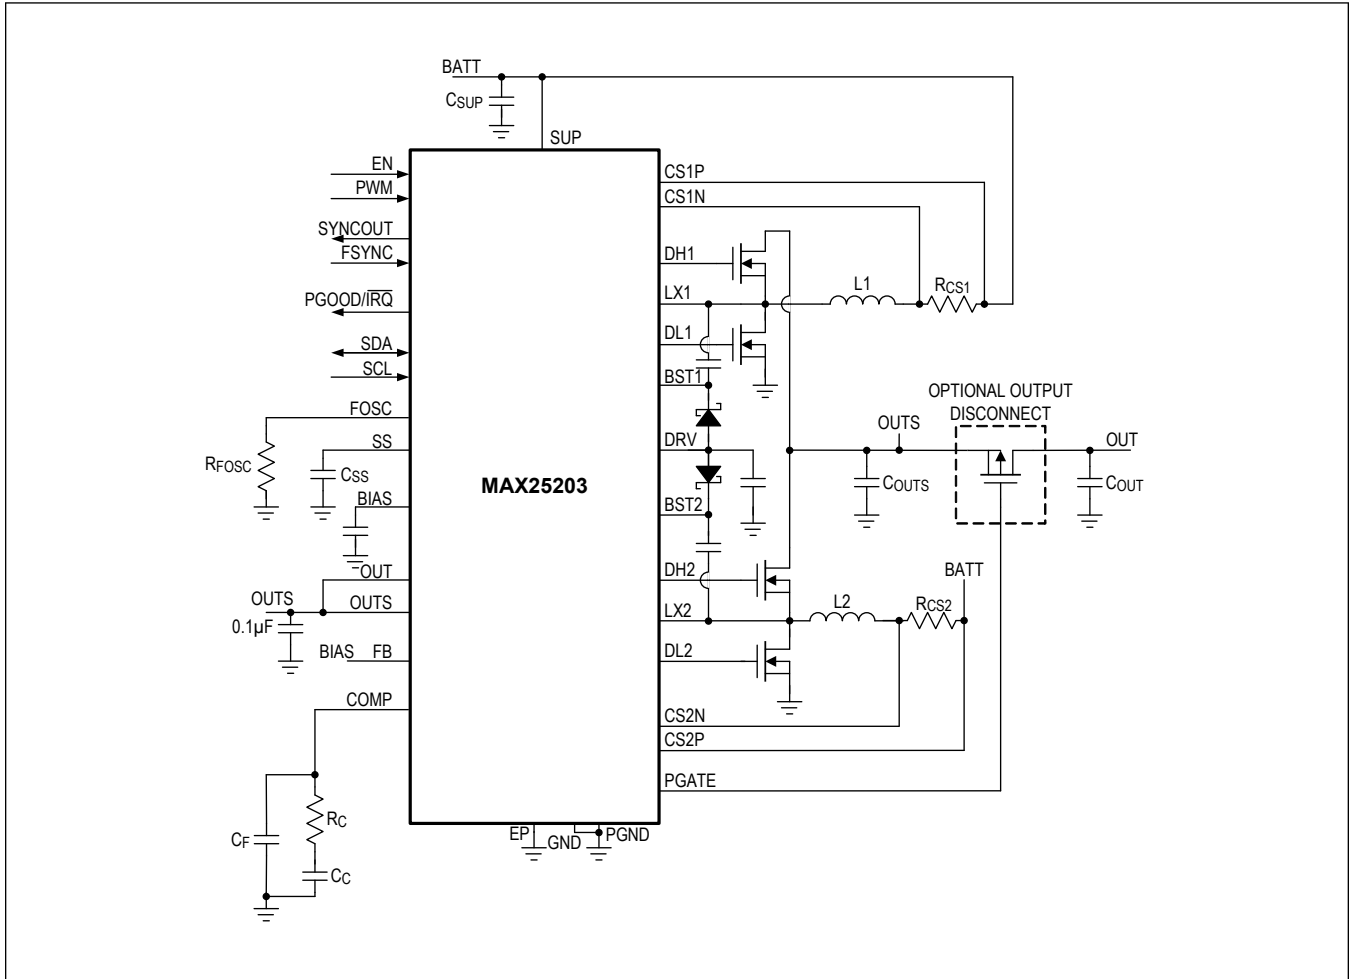 BATT
CSUP
SUP
EN
PWM
SYNCOUT
FSYNC
PGOOD/IRQ
SDA
SCL
FOSC
RFOSC
SS
CSS
BIAS
OUT
OUTS
OUTS
0.1µF
BIAS
FB
COMP
CF
RC
CC
MAX25203
EP
GND
PGND
CS1P
CS1N
DH1
LX1
DL1
BST1
DRV
BST2
DH2
LX2
DL2
CS2N
CS2P
PGATE
L1
RCS1
OPTIONAL OUTPUT
DISCONNECT
OUTS
OUT
COUTS
COUT
BATT
L2
RCS2